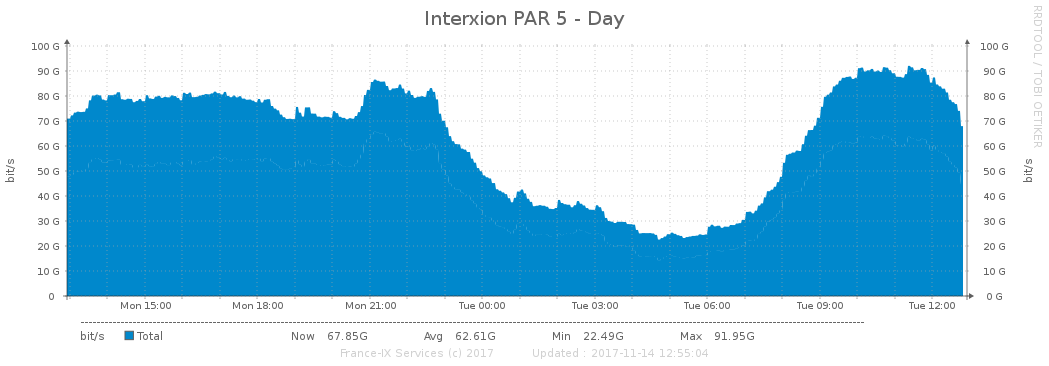 Interxion PAR 5 - Day
RRDTOOL / TOBI OETIKER
bit/s
bit/s
100 G 100 G
90 G 90 G
80 G 80 G
70 G 70 G
60 G 60 G
50 G 50 G
40 G 40 G
30 G 30 G
20 G 20 G
10 G 10 G
0 0 G
Mon 15:00 Mon 18:00 Mon 21:00 Tue 00:00 Tue 03:00 Tue 06:00 Tue 09:00 Tue 12:00
bit/s Total Now 67.85G Avg 62.61G Min 22.49G Max 91.95G
France-IX Services (c) 2017 Updated : 2017-11-14 12:55:04